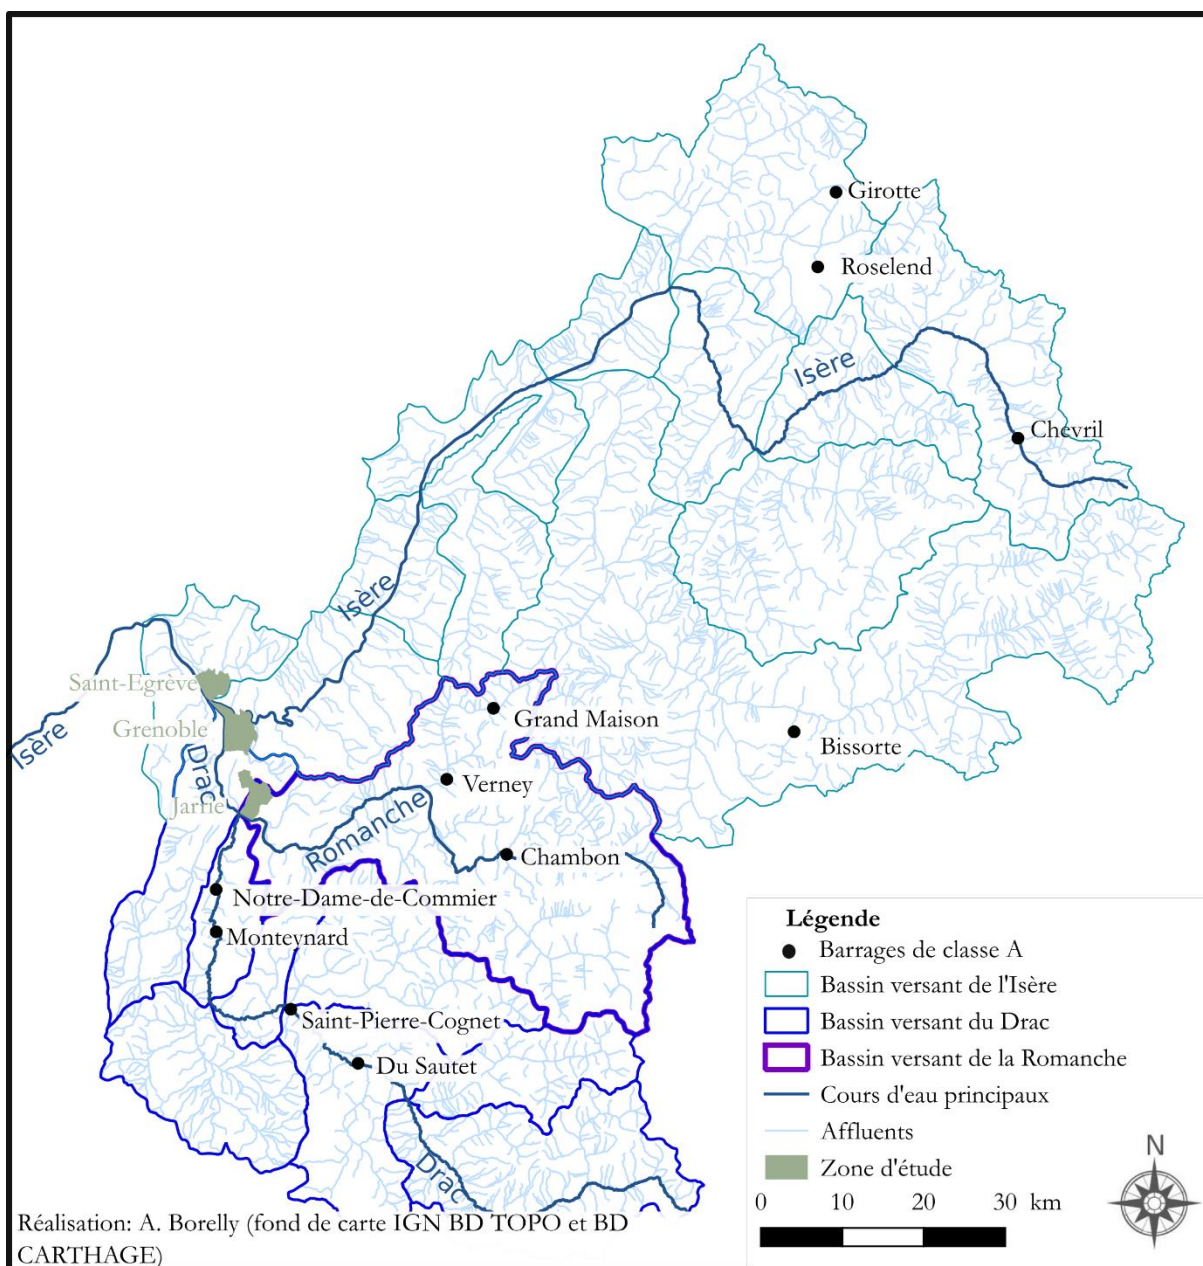 Girotte
Roselend
Isère
Chevril
Isère
Saint-Egrève
Grenoble
Isère
Drac
Jarrie
Grand Maison
Bissorte
Verney
Romanche
Chambon
Notre-Dame-de-Commier
Monteynard
Saint-Pierre-Cognet
Du Sautet
Drac
Légende
Barrages de classe A
Bassin versant de l'Isère
Bassin versant du Drac
Bassin versant de la Romanche
Cours d'eau principaux
Affluents
Zone d'étude
N
0 10 20 30 km
Réalisation: A. Borelly (fond de carte IGN BD TOPO et BD
CARTHAGE)